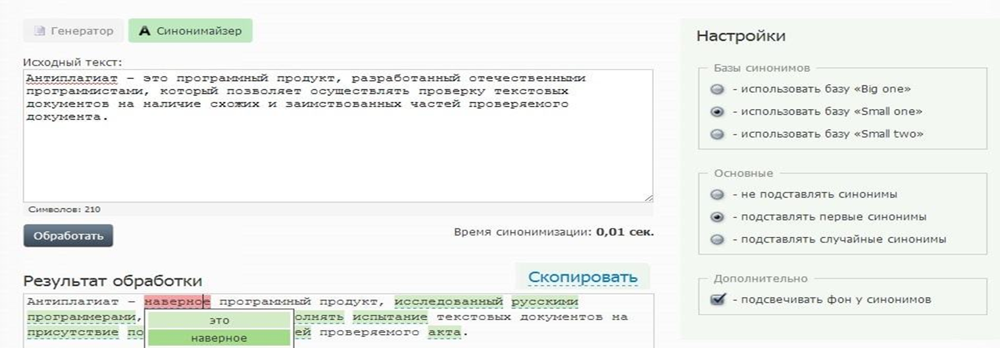 Генератор
Синонимайзер
Исходный текст:
Антиплагиат – это программный продукт, разработанный отечественными
программистами, который позволяет осуществлять проверку текстовых
документов на наличие схожих и заимствованных частей проверяемого
документа.
Символов: 210
Обработать
Время синонимизации: 0,01 сек.
Результат обработки
Скопировать
Антиплагиат – наверное программный продукт, исследованный русскими
программерами, олнять испытание текстовых документов на
присутствие по ей проверяемого акта.
это
наверное
Настройки
Базы синонимов
- использовать базу «Big one»
- использовать базу «Small one»
- использовать базу «Small two»
Основные
- не подставлять синонимы
- подставлять первые синонимы
- подставлять случайные синонимы
Дополнительно
- подсвечивать фон у синонимов